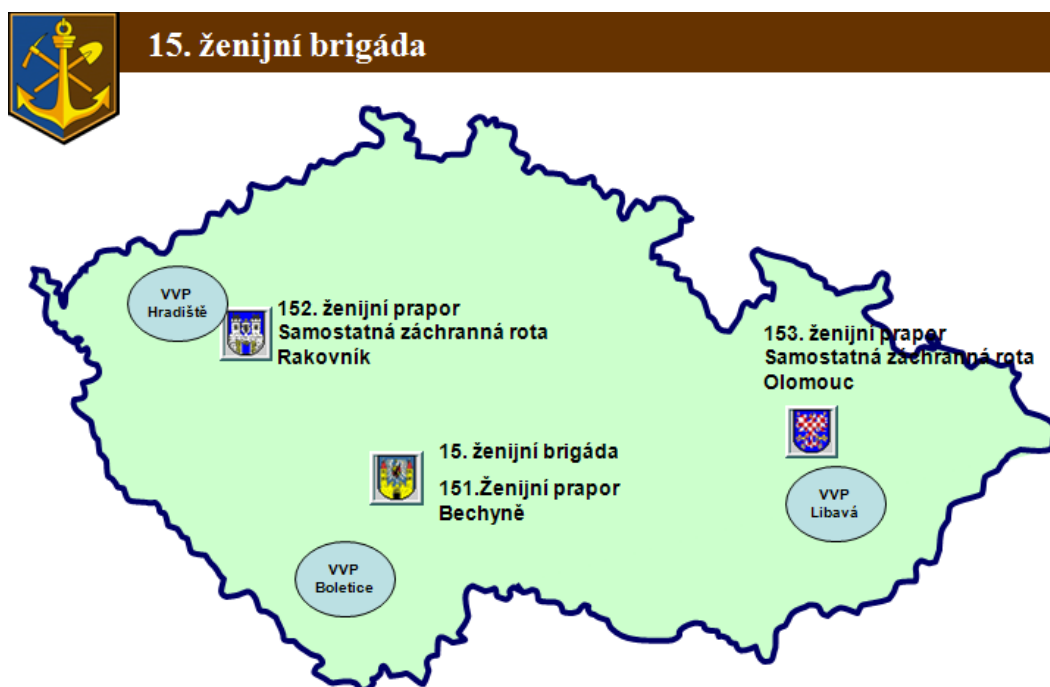 15. ženijní brigáda
VVP
Hradiště
152. ženijní prapor
Samostatná záchranná rota
Rakovník
153. ženijní prapor
Samostatná záchranná rota
Olomouc
15. ženijní brigáda
151.Ženijní prapor
Bechyně
VVP
Libavá
VVP
Boletice